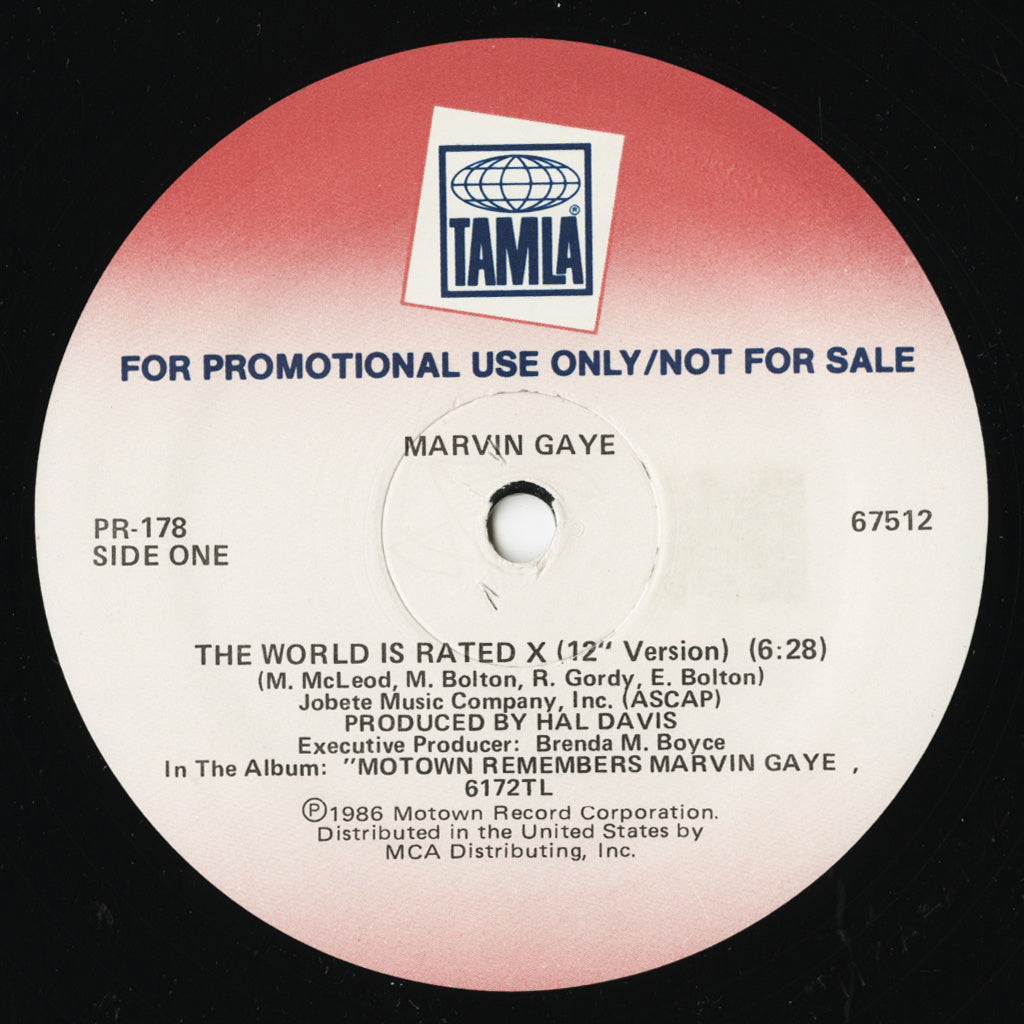 TAMLA®
FOR PROMOTIONAL USE ONLY/NOT FOR SALE
MARVIN GAYE
PR-178
SIDE ONE
67512
THE WORLD IS RATED X (12" Version) (6:28)
(M. McLeod, M. Bolton, R. Gordy, E. Bolton)
Jobete Music Company, Inc. (ASCAP)
PRODUCED BY HAL DAVIS
Executive Producer: Brenda M. Boyce
In The Album: "MOTOWN REMEMBERS MARVIN GAYE ,
6172TL
℗1986 Motown Record Corporation.
Distributed in the United States by
MCA Distributing, Inc.